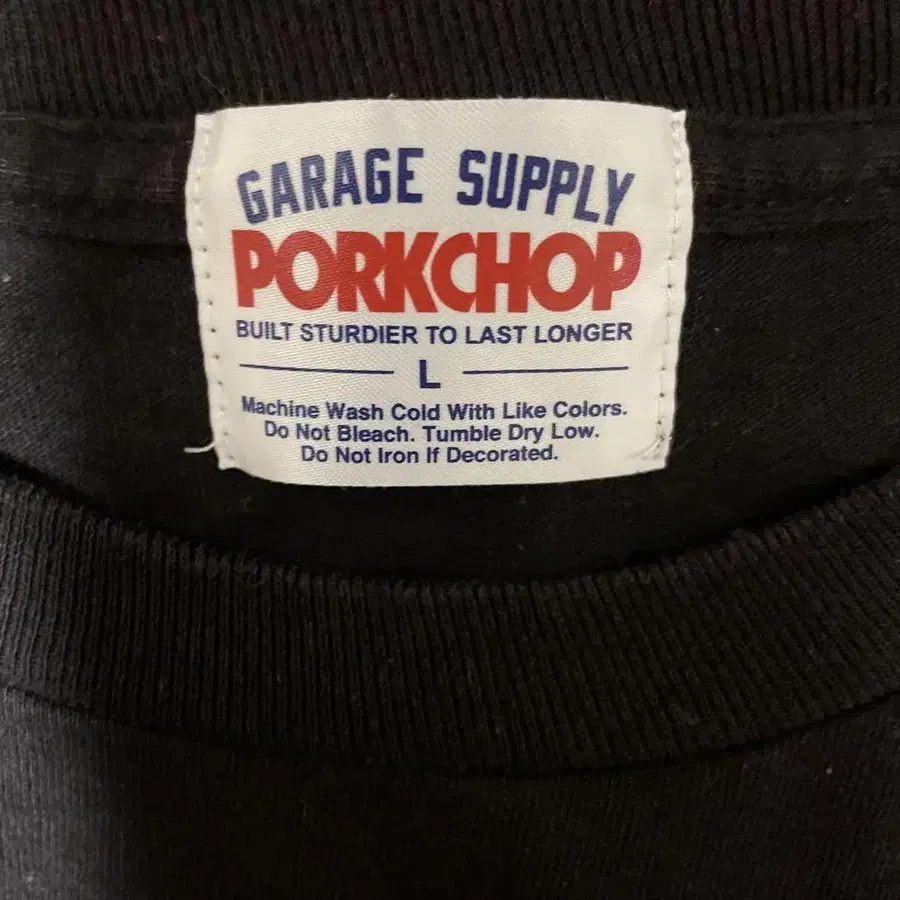 GARAGE SUPPLY
PORKCHOP
BUILT STURDIER TO LAST LONGER
L
Machine Wash Cold With Like Colors.
Do Not Bleach. Tumble Dry Low.
Do Not Iron If Decorated.